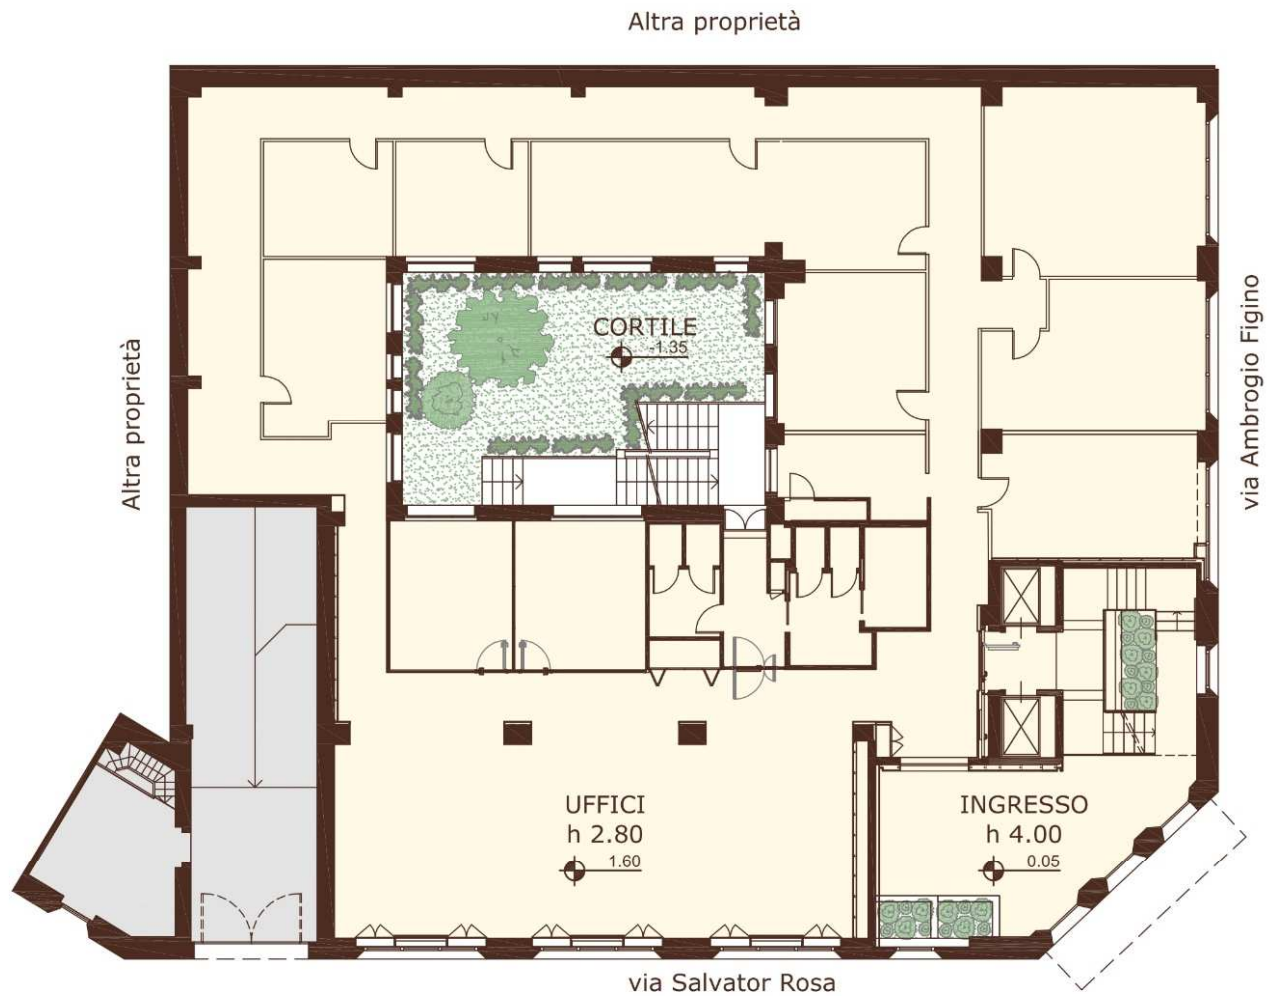 Altra proprietà
CORTILE
-1.35
Altra proprietà
via Ambrogio Figino
UFFICI
h 2.80
1.60
INGRESSO
h 4.00
0.05
via Salvator Rosa